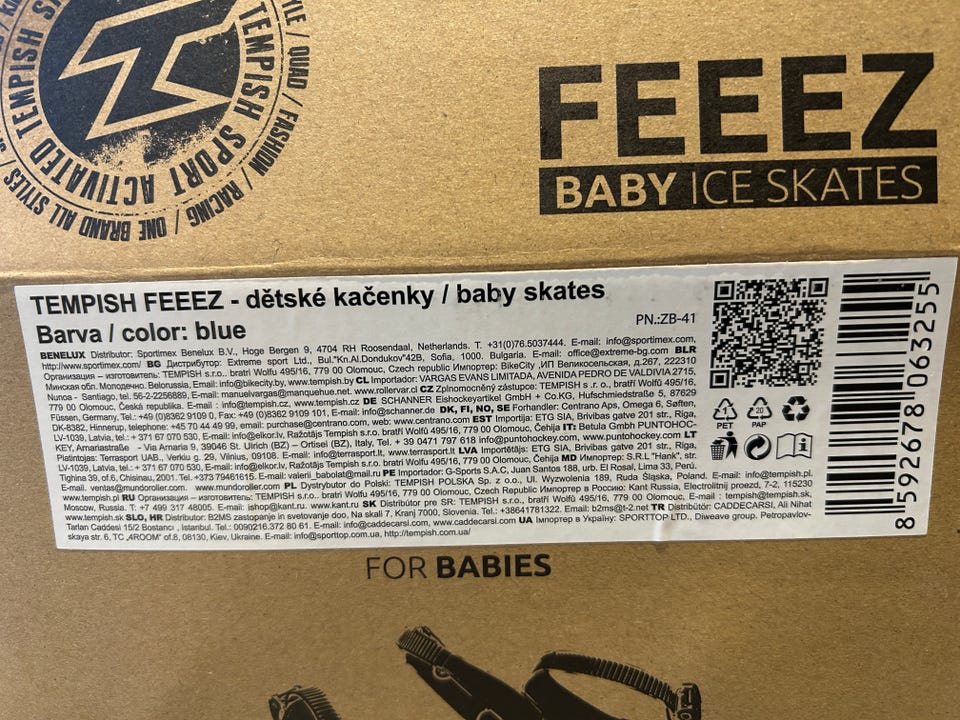 TEMPISH SPORT ACTIVATED
QUAD / FASHION / RACING / ONE BRAND ALL STYLES /
FEEEZ
BABY ICE SKATES
TEMPISH FEEEZ - dětské kačenky / baby skates
Barva / color: blue
PN.:ZB-41
BENELUX Distributor: Sportimex Benelux B.V., Hoge Bergen 9, 4704 RH Roosendaal, Netherlands. T. +31(0)76.5037444. E-mail: info@sportimex.com,
http://www.sportimex.com/ BG Дистрибутор: Extreme sport Ltd., Bul."Kn.Al.Dondukov"42B, Sofia, 1000. Bulgaria. E-mail: office@extreme-bg.com BLR
Организация – изготовитель: TEMPISH s.r.o., bratří Wolfů 495/16, 779 00 Olomouc, Czech Republic Импортер: BikeCity ,ИП Великосельская, д.267, 222310
Минская обл. Молодечно. Belorussia, Email: info@bikecity.by, www.tempish.by CL Importador: VARGAS EVANS LIMITADA, AVENIDA PEDRO DE VALDIVIA 2715,
Nunoa - Santiago, tel. 56-2-2256889, E-mail: manuelvargas@manquehue.net, www.rollervar.cl CZ Zplnomocněný zástupce: TEMPISH s r. o., bratří Wolfů 495/16,
779 00 Olomouc, Česká republika. E-mail : info@tempish.cz, www.tempish.cz DE SCHANNER Eishockeyartikel GmbH + Co.KG, Hufschmiedstraße 5, 87629
Füssen, Germany, Tel.: +49 (0)8362 9109 0, Fax: +49 (0)8362 9109 101, E-mail: info@schanner.de DK, FI, NO, SE Forhandler: Centrano Aps, Omega 6, Søften,
DK-8382, Hinnerup, telephone: +45 70 44 49 99, email: purchase@centrano.com, web: www.centrano.com EST Importija: ETG SIA, Brivibas gatve 201 str., Riga,
LV-1039, Latvia, tel.: + 371 67 070 530, E-mail: info@elkor.lv, Ražotājs Tempish s.r.o. bratri Wolfu 495/16, 779 00 Olomouc, Čehija IT: Betula Gmbh PUNTOHOC-
KEY, Arnariastraße - Via Arnaria 9, 39046 St. Ulrich (BZ) – Ortisei (BZ), Italy, Tel. + 39 0471 797 618 info@puntohockey.com, www.puntohockey.com LT
Platintojas: Terrasport UAB., Verkiu g. 29, Vilnius, 09108. E-mail: info@terrasport.lt, www.terrasport.lt LVA Importētājs: ETG SIA, Brivibas gatve 201 str., Riga,
LV-1039, Latvia, tel.: + 371 67 070 530, E-mail: info@elkor.lv, Ražotājs Tempish s.r.o. bratri Wolfu 495/16, 779 00 Olomouc, Čehija MD Импортер: S.R.L "Hank", str.
Tighina 39, of.6, Chisinau, 2001. Tel.:+37379451615. E-mail: valerii_babolat@mail.ru PE Importador: G-Sports S.A.C, Juan Santos 188, urb. El Rosal, Lima 33, Perú.
E-mail. ventas@mundoroller.com. www.mundoroller.com PL Dystrybutor do Polski: TEMPISH POLSKA Sp. z o.o., Ul. Wyzwolenia 189, Ruda Śląska, Poland. E-mail: info@tempish.pl,
www.tempish.pl RU Организация – изготовитель: TEMPISH s.r.o.. bratří Wolfů 495/16, 779 00 Olomouc, Czech Republic Импортер в Россию: Kant Russia, Electrolitnij proezd, 7-2, 115230
Moscow, Russia. T: +7 499 317 48005. E-mail: ishop@kant.ru, www.kant.ru SK Distribútor pre SR: TEMPISH s.r.o., bratří Wolfů 495/16, 779 00 Olomouc. E-mail : tempish@tempish.sk,
www.tempish.sk SLO, HR Distributor: B2MS zastopanje in svetovanje doo, Na skali 7, Kranj 7000, Slovenia. Tel.:+38641781322. Email: b2ms@t-2.net TR Distribütör: CADDECARSI, Ali Nihat
Tarlan Caddesi 15/2 Bostancı , Istanbul. Tel.: 0090216.372 80 61. E-mail: info@caddecarsi.com, www.caddecarsi.com UA Імпортер в Україну: SPORTTOP LTD., Diweave group. Petropavlov-
skaya str. 6, TC „4ROOM" of.8, 08130, Kiev, Ukraine. E-mail: info@sporttop.com.ua, http://tempish.com.ua/
1
PET
20
PAP
8 592678 063255
FOR BABIES